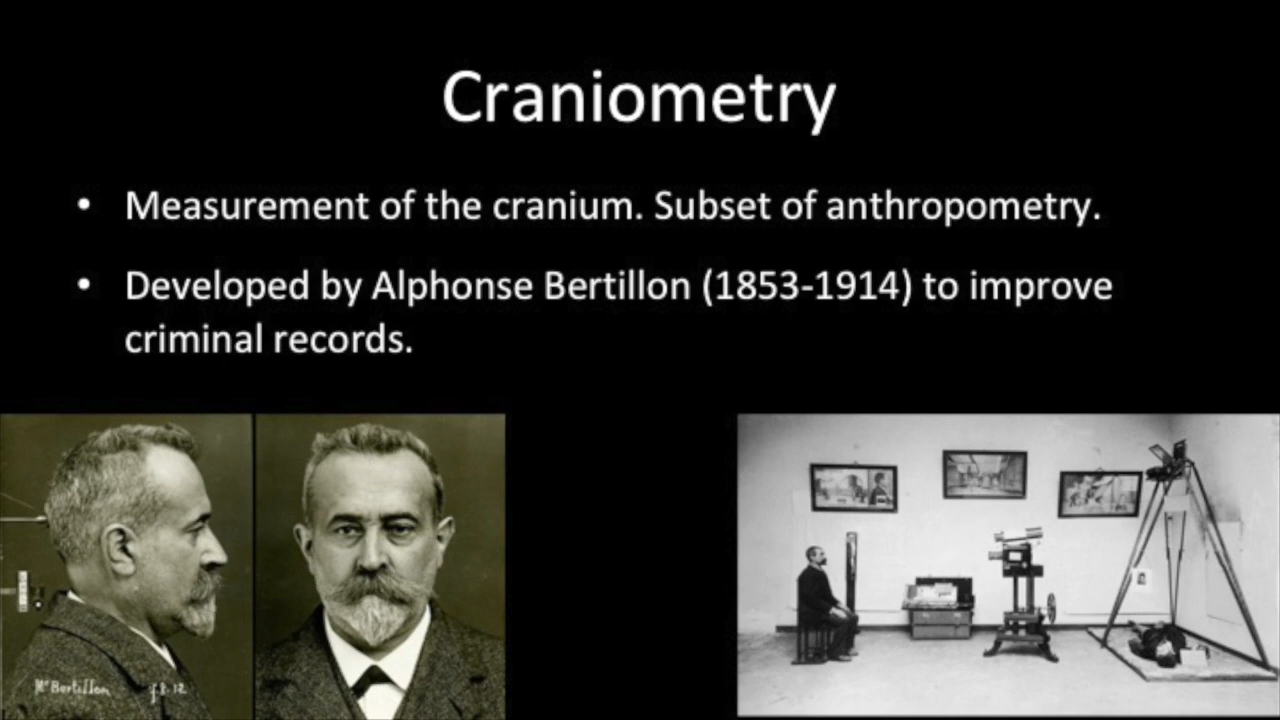 Craniometry
• Measurement of the cranium. Subset of anthropometry.
• Developed by Alphonse Bertillon (1853-1914) to improve
criminal records.
Mr Bertillon